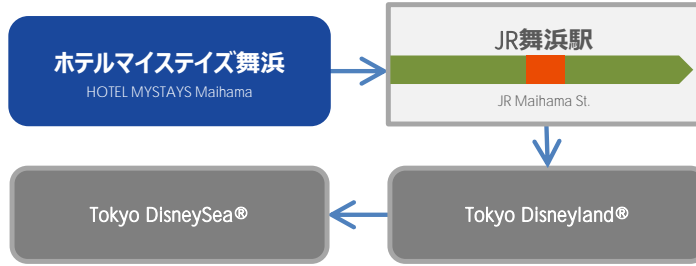 ホテルマイステイズ舞浜
HOTEL MYSTAYS Maihama
JR舞浜駅
JR Maihama St.
Tokyo DisneySea®
Tokyo Disneyland®